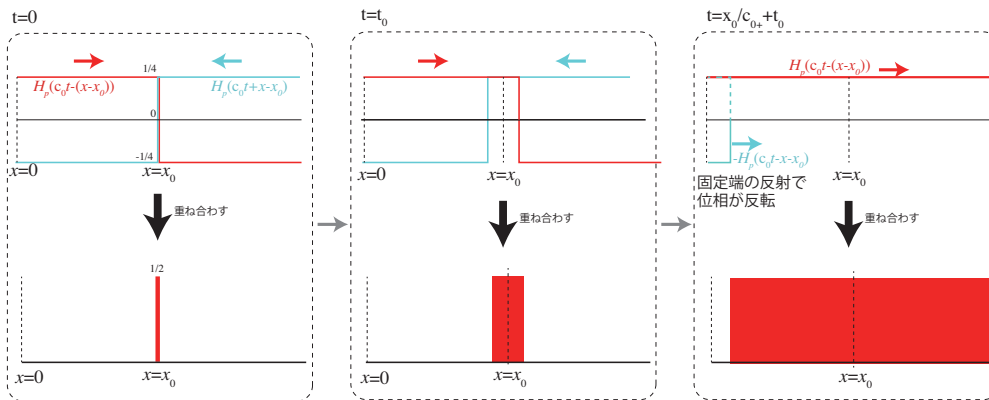 t=0
1/4
H_p(c_0t-(x-x_0))
H_p(c_0t+x-x_0)
0
-1/4
x=0
x=x_0
重ね合わす
1/2
x=0
x=x_0
t=t_0
x=0
x=x_0
重ね合わす
x=0
x=x_0
t=x_0/c_{0+}t_0
H_p(c_0t-(x-x_0))
-H_p(c_0t-x-x_0)
固定端の反射で
位相が反転
x=x_0
重ね合わす
x=x_0